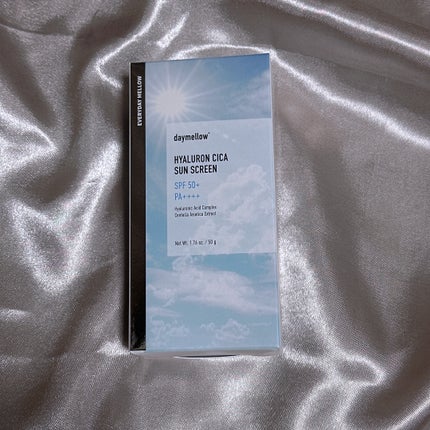 EVERYDAY MELLOW
daymellow
HYALURON CICA
SUN SCREEN
SPF 50+
PA++++
Hyaluronic Acid Complex
Centella Asiatica Extract
Net Wt. 1.76 oz. / 50 g